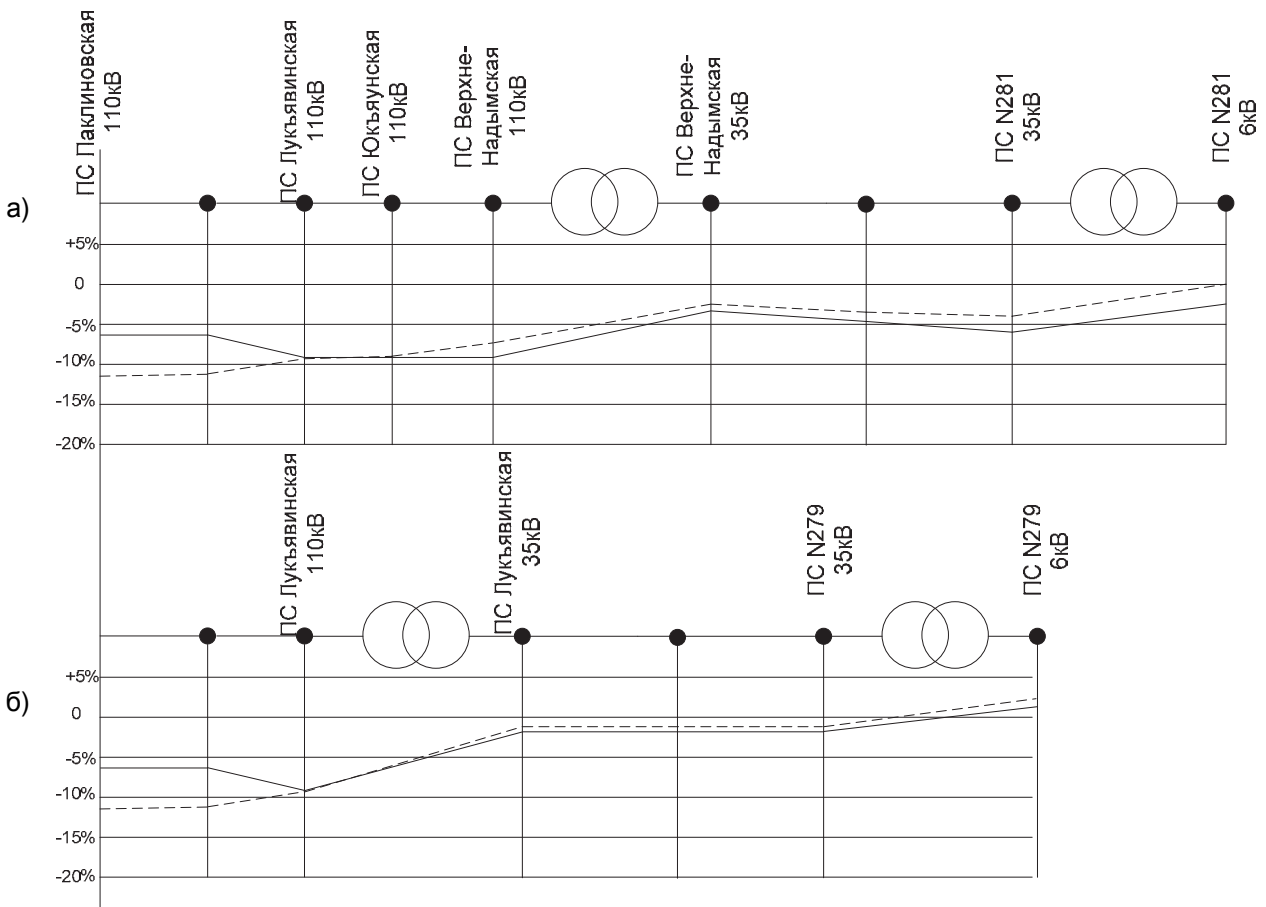 ПС Паклиновская
110кВ
ПС Лукъявинская
110кВ
ПС Юкъяунская
110кВ
ПС Верхне-
Надымская
110кВ
ПС Верхне-
Надымская
35кВ
ПС N281
35кВ
ПС N281
6кВ
а)
+5%
0
-5%
-10%
-15%
-20%
ПС Лукъявинская
110кВ
ПС Лукъявинская
35кВ
ПС N279
35кВ
ПС N279
6кВ
б)
+5%
0
-5%
-10%
-15%
-20%